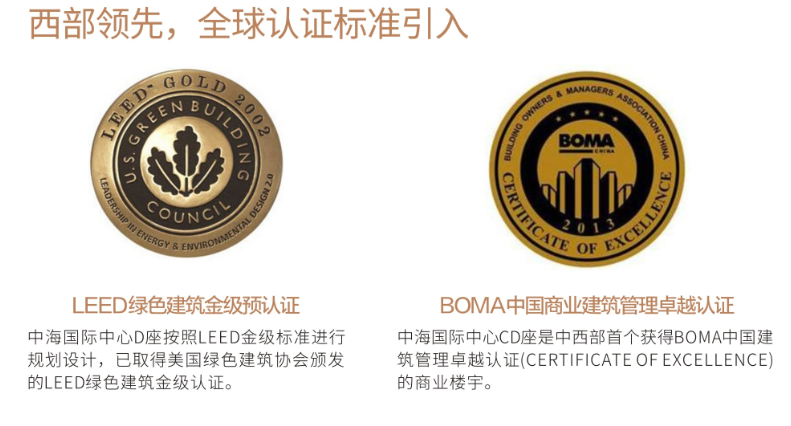 西部领先，全球认证标准引入
LEED GOLD 2002
U.S. GREEN BUILDING
COUNCIL
LEADERSHIP IN ENERGY & ENVIRONMENTAL DESIGN 2.0
BUILDING OWNERS & MANAGERS ASSOCIATION CHINA
BOMA
CHINA
2013
CERTIFICATE OF EXCELLENCE
LEED绿色建筑金级预认证
中海国际中心D座按照LEED金级标准进行
规划设计，已取得美国绿色建筑协会颁发
的LEED绿色建筑金级认证。
BOMA中国商业建筑管理卓越认证
中海国际中心CD座是中西部首个获得BOMA中国建
筑管理卓越认证(CERTIFICATE OF EXCELLENCE)
的商业楼宇。